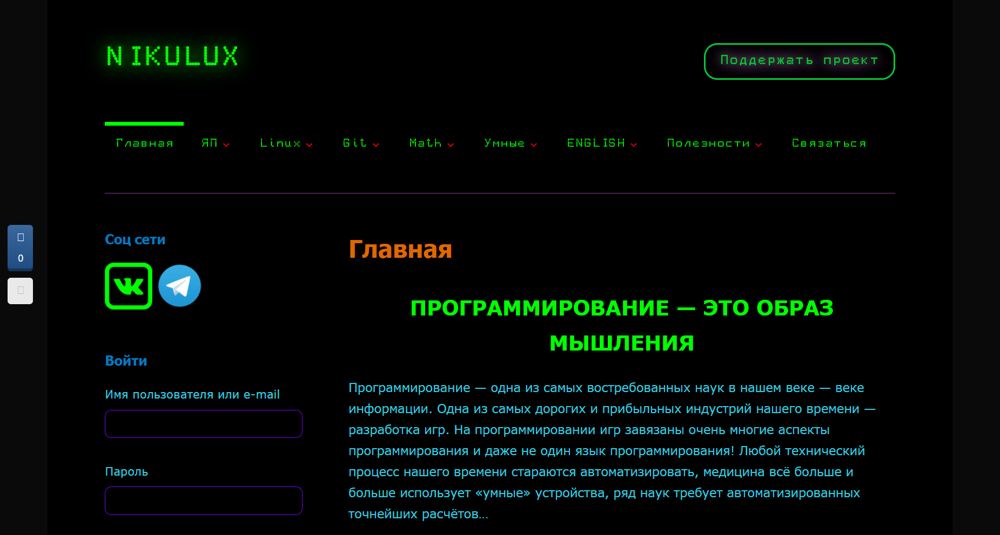 NIKULUX
Поддержать проект
Главная ЯП Linux Git Math Умные ENGLISH Полезности Связаться
0
Соц сети
Войти
Имя пользователя или e-mail
Пароль
Главная
ПРОГРАММИРОВАНИЕ — ЭТО ОБРАЗ
МЫШЛЕНИЯ
Программирование — одна из самых востребованных наук в нашем веке — веке
информации. Одна из самых дорогих и прибыльных индустрий нашего времени —
разработка игр. На программировании игр завязаны очень многие аспекты
программирования и даже не один язык программирования! Любой технический
процесс нашего времени стараются автоматизировать, медицина всё больше и
больше использует «умные» устройства, ряд наук требует автоматизированных
точнейших расчётов...